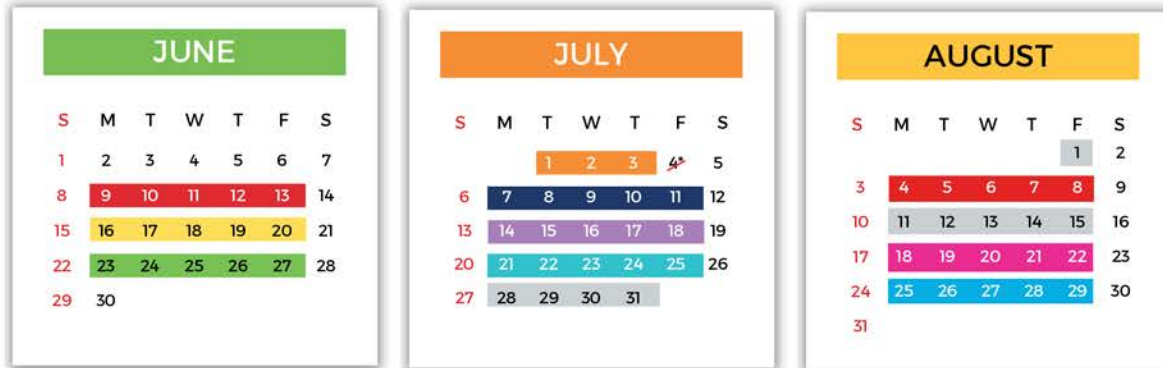 JUNE
S M T W T F S
1 2 3 4 5 6 7
8 9 10 11 12 13 14
15 16 17 18 19 20 21
22 23 24 25 26 27 28
29 30
JULY
S M T W T F S
1 2 3 4* 5
6 7 8 9 10 11 12
13 14 15 16 17 18 19
20 21 22 23 24 25 26
27 28 29 30 31
AUGUST
S M T W T F S
1 2
3 4 5 6 7 8 9
10 11 12 13 14 15 16
17 18 19 20 21 22 23
24 25 26 27 28 29 30
31